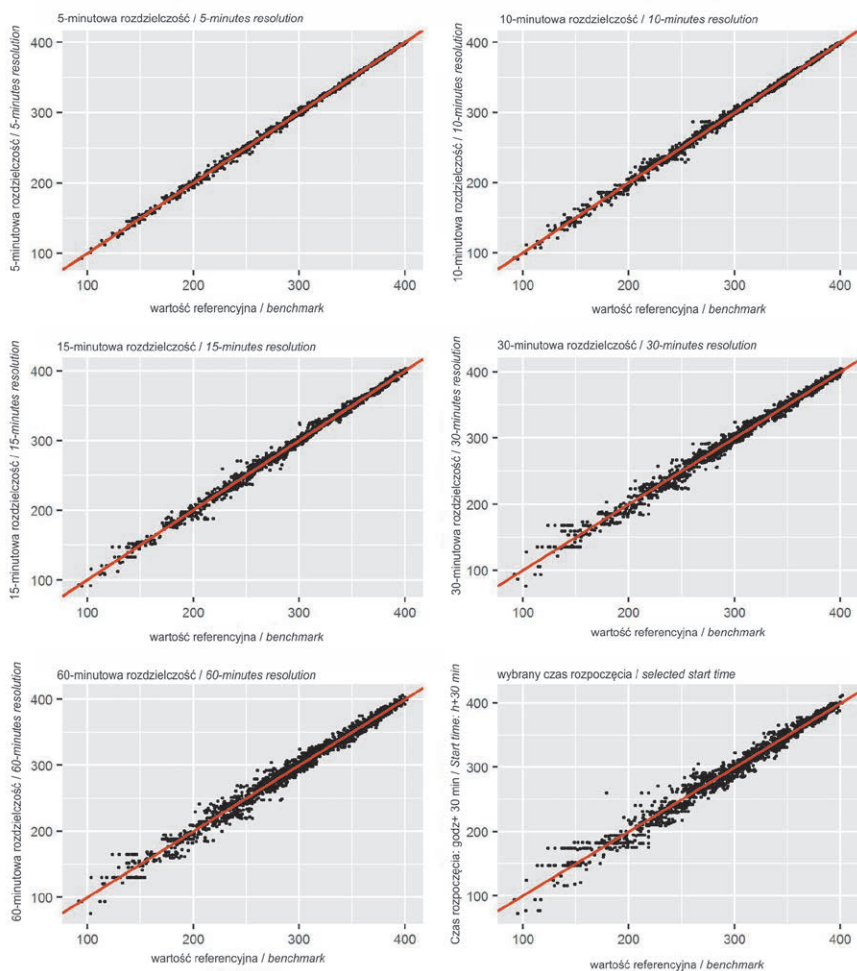 5-minutowa rozdzielczość / 5-minutes resolution
5-minutowa rozdzielczość / 5-minutes resolution
400
300
200
100
100 200 300 400
wartość referencyjna / benchmark
10-minutowa rozdzielczość / 10-minutes resolution
10-minutowa rozdzielczość / 10-minutes resolution
400
300
200
100
100 200 300 400
wartość referencyjna / benchmark
15-minutowa rozdzielczość / 15-minutes resolution
15-minutowa rozdzielczość / 15-minutes resolution
400
300
200
100
100 200 300 400
wartość referencyjna / benchmark
30-minutowa rozdzielczość / 30-minutes resolution
30-minutowa rozdzielczość / 30-minutes resolution
400
300
200
100
100 200 300 400
wartość referencyjna / benchmark
60-minutowa rozdzielczość / 60-minutes resolution
60-minutowa rozdzielczość / 60-minutes resolution
400
300
200
100
100 200 300 400
wartość referencyjna / benchmark
wybrany czas rozpoczęcia / selected start time
Czas rozpoczęcia: godz+ 30 min / Start time: h+30 min
400
300
200
100
100 200 300 400
wartość referencyjna / benchmark